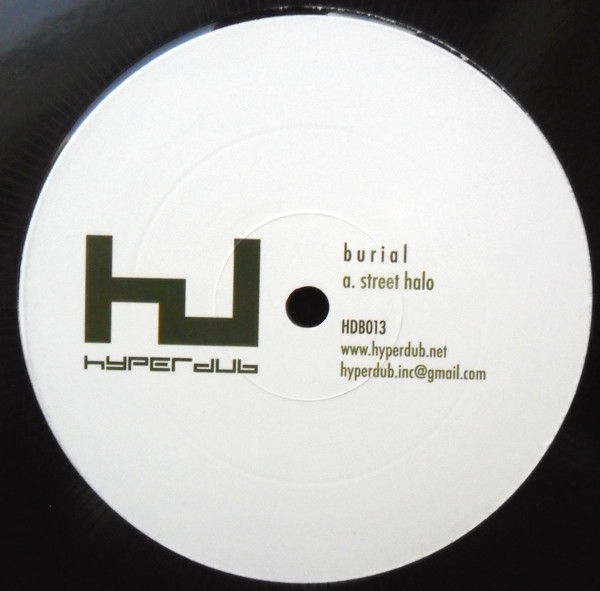 hyperdub
burial
a. street halo
HDB013
www.hyperdub.net
hyperdub.inc@gmail.com